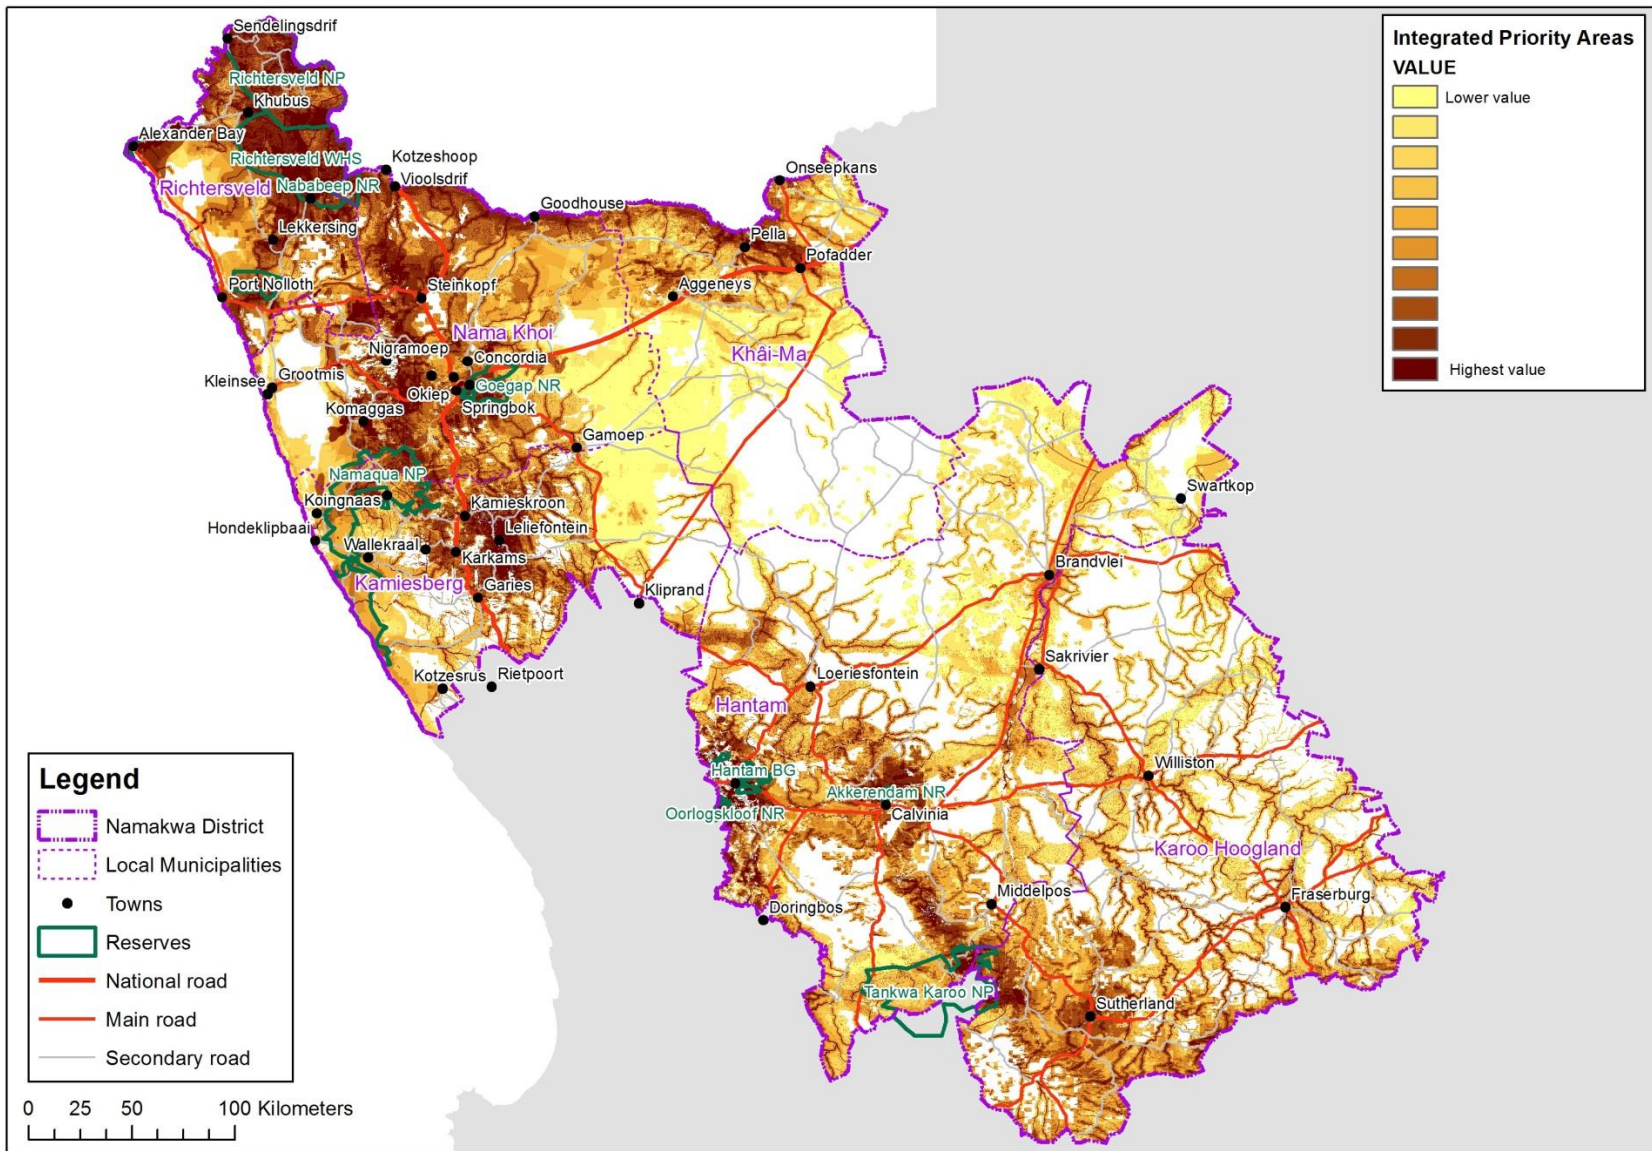 Integrated Priority Areas
VALUE
Lower value
Highest value
Sendelingsdrif
Richtersveld NP
Khubus
Alexander Bay
Richtersveld WHS
Kotzeshoop
Vioolsdrif
Onseepkans
Richtersveld
Nababeep NR
Goodhouse
Lekkersing
Pella
Pofadder
Port Nolloth
Steinkopf
Aggeneys
Nama Khoi
Khâi-Ma
Nigramoep
Concordia
Kleinsee
Grootmis
Okiep
Goegap NR
Komaggas
Springbok
Gamoep
Namaqua NP
Koingnaas
Kamieskroon
Swartkop
Hondeklipbaai
Leliefontein
Wallekraal
Karkams
Brandvlei
Kamiesberg
Garies
Kliprand
Kotzesrus
Rietpoort
Loeriesfontein
Sakrivier
Hantam
Hantam BG
Williston
Akkerendam NR
Oorlogskloof NR
Calvinia
Karoo Hoogland
Doringbos
Middelpos
Fraserburg
Tankwa Karoo NP
Sutherland
Legend
Namakwa District
Local Municipalities
Towns
Reserves
National road
Main road
Secondary road
0 25 50 100 Kilometers